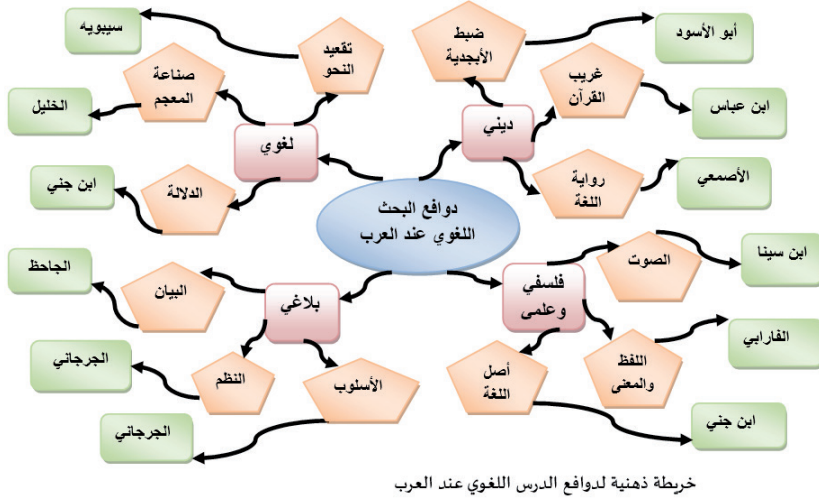 دوافع البحث
اللغوي عند العرب
ديني
ضبط
الأبجدية
أبو الأسود
غريب
القرآن
ابن عباس
رواية
اللغة
الأصمعي
لغوي
تقعيد
النحو
سيبويه
صناعة
المعجم
الخليل
الدلالة
ابن جني
فلسفي
وعلمى
الصوت
ابن سينا
اللفظ
والمعنى
الفارابي
أصل
اللغة
ابن جني
بلاغي
البيان
الجاحظ
النظم
الجرجاني
الأسلوب
الجرجاني
خريطة ذهنية لدوافع الدرس اللغوي عند العرب